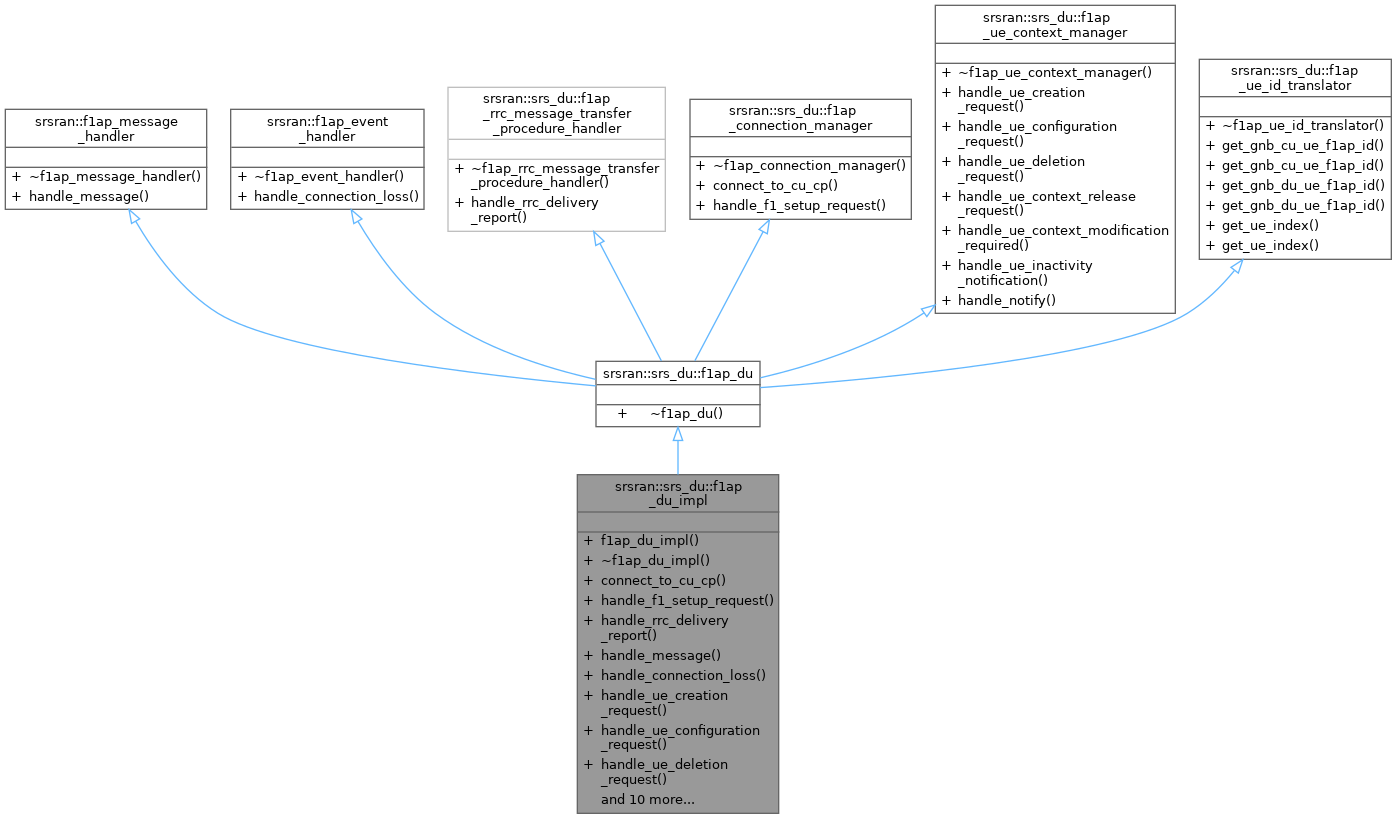 srsran::f1ap_message
_handler
+ ~f1ap_message_handler()
+ handle_message()
srsran::f1ap_event
_handler
+ ~f1ap_event_handler()
+ handle_connection_loss()
srsran::srs_du::f1ap
_rrc_message_transfer
_procedure_handler
+ ~f1ap_rrc_message_transfer
_procedure_handler()
+ handle_rrc_delivery
_report()
srsran::srs_du::f1ap
_connection_manager
+ ~f1ap_connection_manager()
+ connect_to_cu_cp()
+ handle_f1_setup_request()
srsran::srs_du::f1ap
_ue_context_manager
+ ~f1ap_ue_context_manager()
+ handle_ue_creation
_request()
+ handle_ue_configuration
_request()
+ handle_ue_deletion
_request()
+ handle_ue_context_release
_request()
+ handle_ue_context_modification
_required()
+ handle_ue_inactivity
_notification()
+ handle_notify()
srsran::srs_du::f1ap
_ue_id_translator
+ ~f1ap_ue_id_translator()
+ get_gnb_cu_ue_f1ap_id()
+ get_gnb_cu_ue_f1ap_id()
+ get_gnb_du_ue_f1ap_id()
+ get_gnb_du_ue_f1ap_id()
+ get_ue_index()
+ get_ue_index()
srsran::srs_du::f1ap_du
+ ~f1ap_du()
srsran::srs_du::f1ap
_du_impl
+ f1ap_du_impl()
+ ~f1ap_du_impl()
+ connect_to_cu_cp()
+ handle_f1_setup_request()
+ handle_rrc_delivery
_report()
+ handle_message()
+ handle_connection_loss()
+ handle_ue_creation
_request()
+ handle_ue_configuration
_request()
+ handle_ue_deletion
_request()
and 10 more...